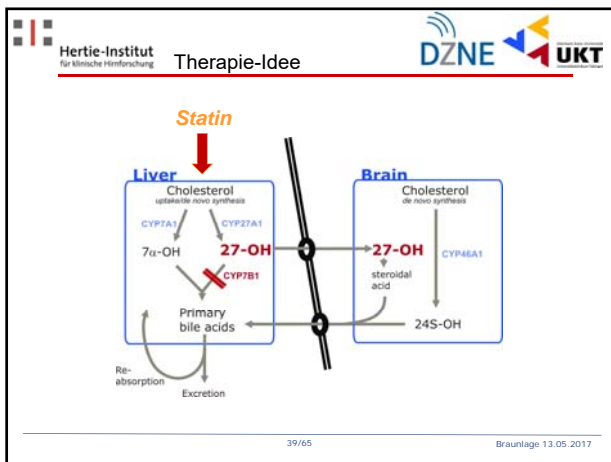 Hertie-Institut
für klinische Hirnforschung
Therapie-Idee
DZNE
UKT
Statin
Liver
Cholesterol
uptake/de novo synthesis
CYP7A1
CYP27A1
7α-OH
27-OH
CYP7B1
Primary
bile acids
Re-
absorption
Excretion
Brain
Cholesterol
de novo synthesis
27-OH
CYP46A1
steroidal
acid
24S-OH
39/65
Braunlage 13.05.2017